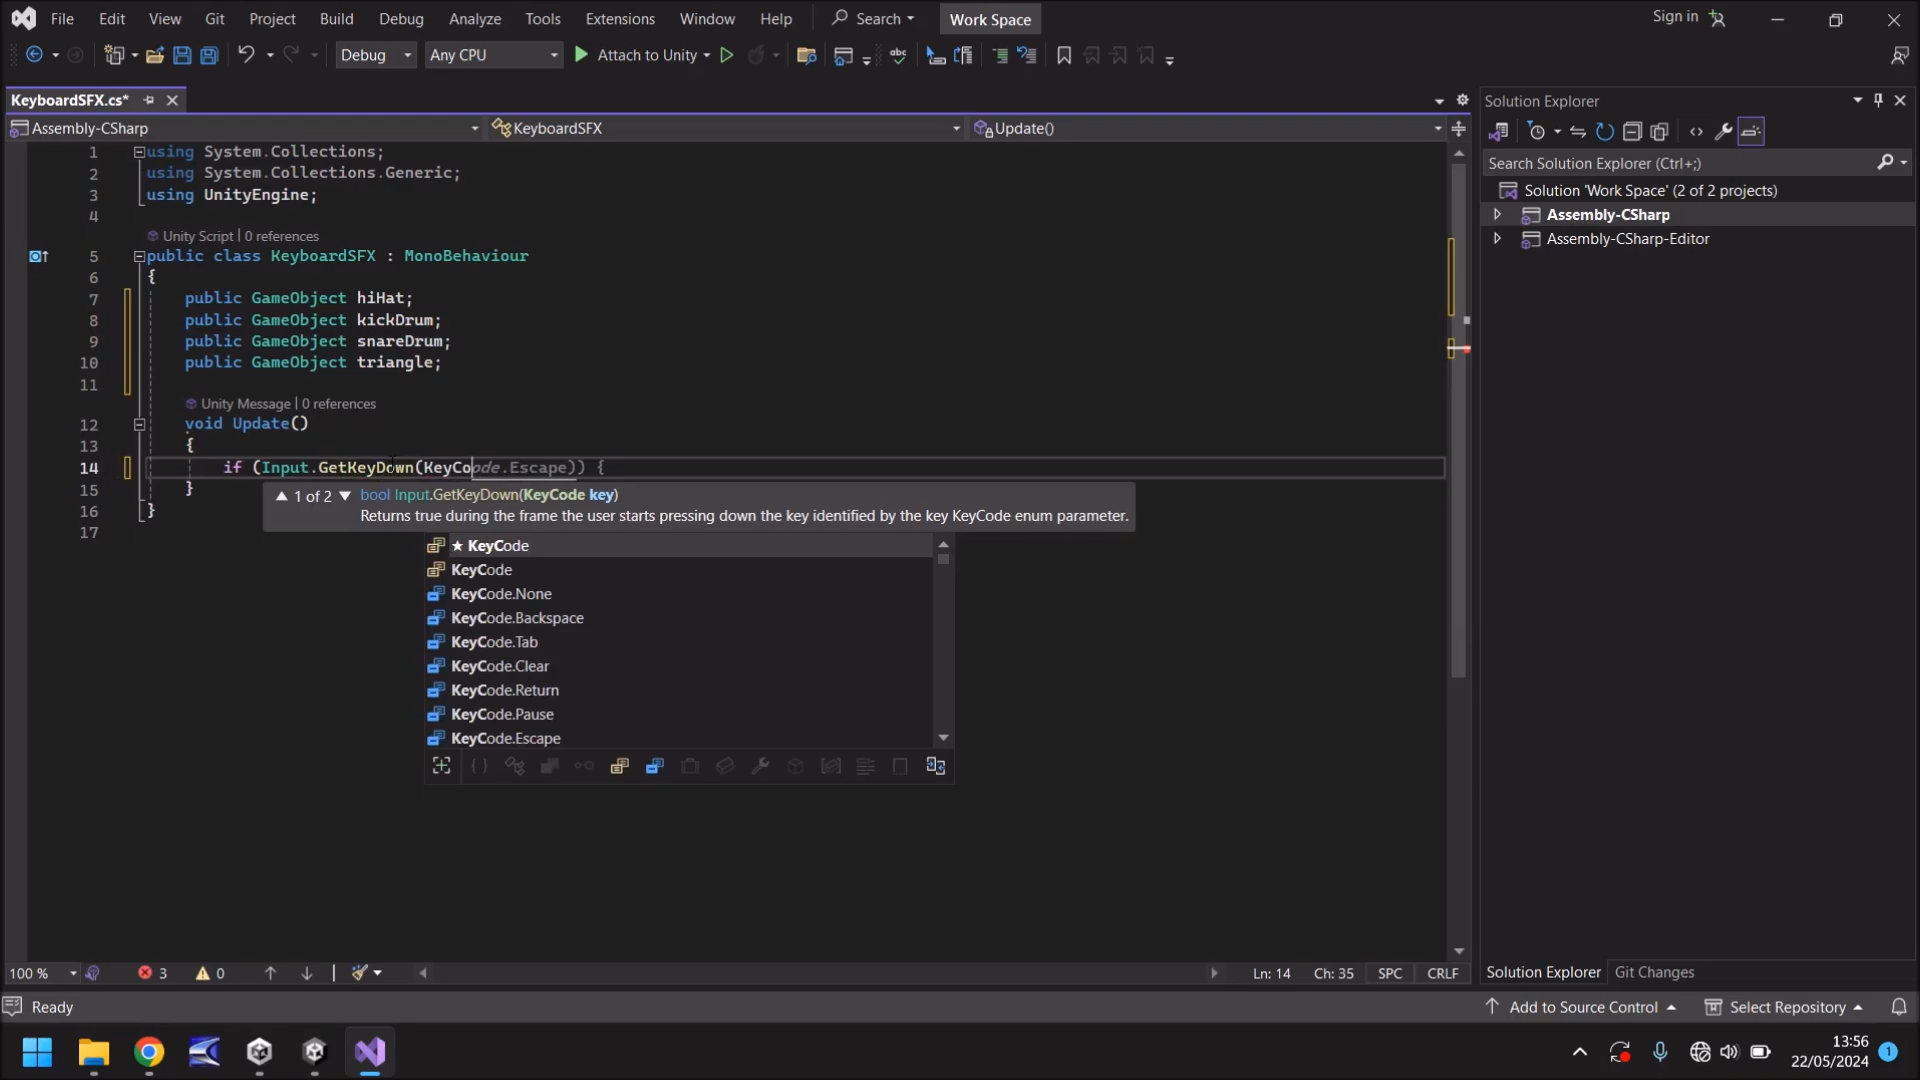 File Edit View Git Project Build Debug Analyze Tools Extensions Window Help Search Work Space Sign in
Debug Any CPU Attach to Unity
KeyboardSFX.cs*
Assembly-CSharp KeyboardSFX Update()
1 using System.Collections;
2 using System.Collections.Generic;
3 using UnityEngine;
4
Unity Script | 0 references
5 public class KeyboardSFX : MonoBehaviour
6 {
7 public GameObject hiHat;
8 public GameObject kickDrum;
9 public GameObject snareDrum;
10 public GameObject triangle;
11
Unity Message | 0 references
12 void Update()
13 {
14 if (Input.GetKeyDown(KeyCoode.Escape)) {
15 }
16 }
17
1 of 2 bool Input.GetKeyDown(KeyCode key)
Returns true during the frame the user starts pressing down the key identified by the key KeyCode enum parameter.
★ KeyCode
KeyCode
KeyCode.None
KeyCode.Backspace
KeyCode.Tab
KeyCode.Clear
KeyCode.Return
KeyCode.Pause
KeyCode.Escape
Solution Explorer
Search Solution Explorer (Ctrl+;)
Solution 'Work Space' (2 of 2 projects)
Assembly-CSharp
Assembly-CSharp-Editor
100 % 3 0 Ln: 14 Ch: 35 SPC CRLF
Solution Explorer Git Changes
Ready Add to Source Control Select Repository
13:56
22/05/2024
1